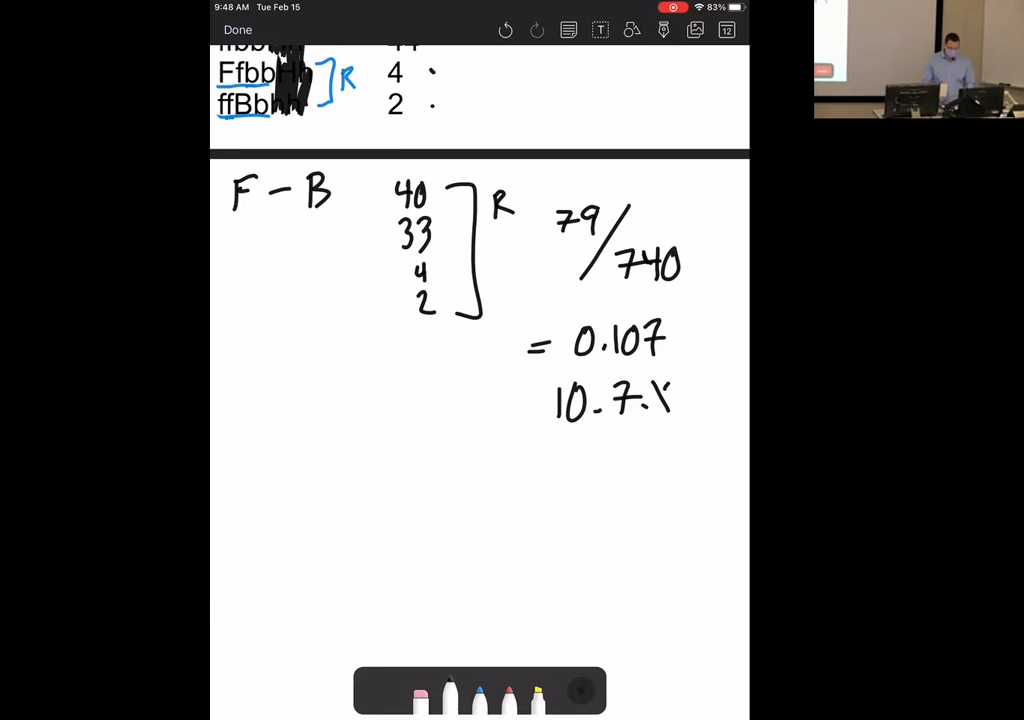 9:48 AM Tue Feb 15 83%
Done 12
Ffbb 4 ·
R
ffBb 2 ·
F - B
40
33
4
2
R
79/740
= 0.107
10.7%